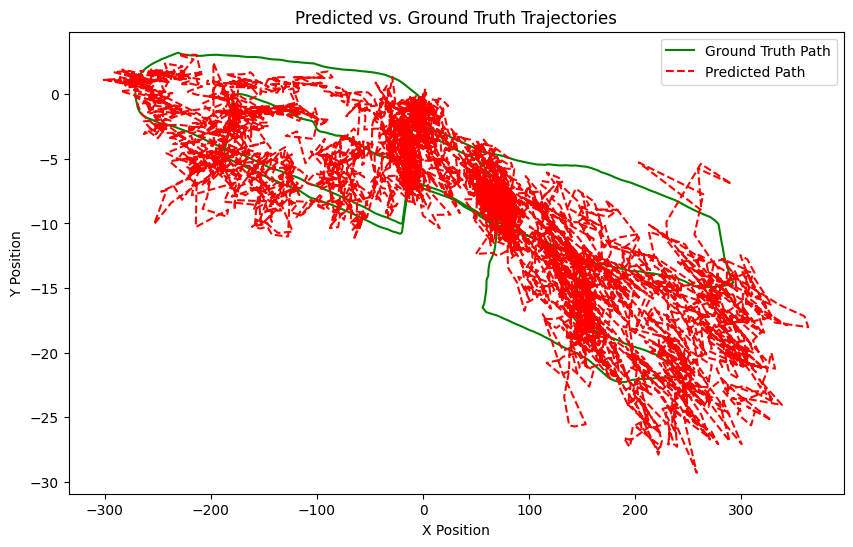 Predicted vs. Ground Truth Trajectories
Ground Truth Path
Predicted Path
Y Position
0
−5
−10
−15
−20
−25
−30
−300
−200
−100
0
100
200
300
X Position